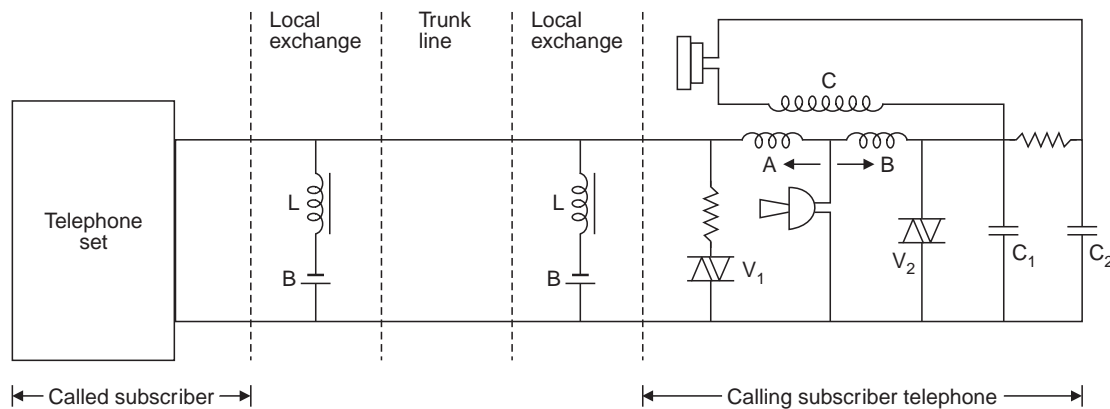 Local
exchange
Trunk
line
Local
exchange
C
A
B
L
L
Telephone
set
B
B
V1
V2
C1
C2
Called subscriber
Calling subscriber telephone